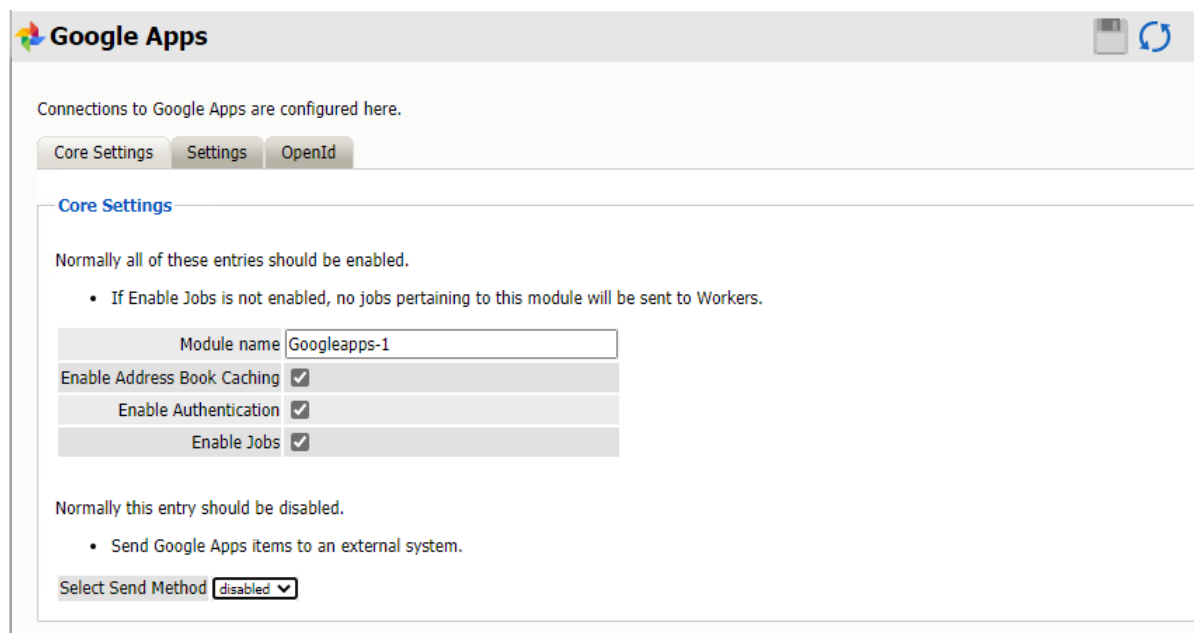 Google Apps
Connections to Google Apps are configured here.
Core Settings Settings OpenId
Core Settings
Normally all of these entries should be enabled.
• If Enable Jobs is not enabled, no jobs pertaining to this module will be sent to Workers.
Module name Googleapps-1
Enable Address Book Caching
Enable Authentication
Enable Jobs
Normally this entry should be disabled.
• Send Google Apps items to an external system.
Select Send Method disabled